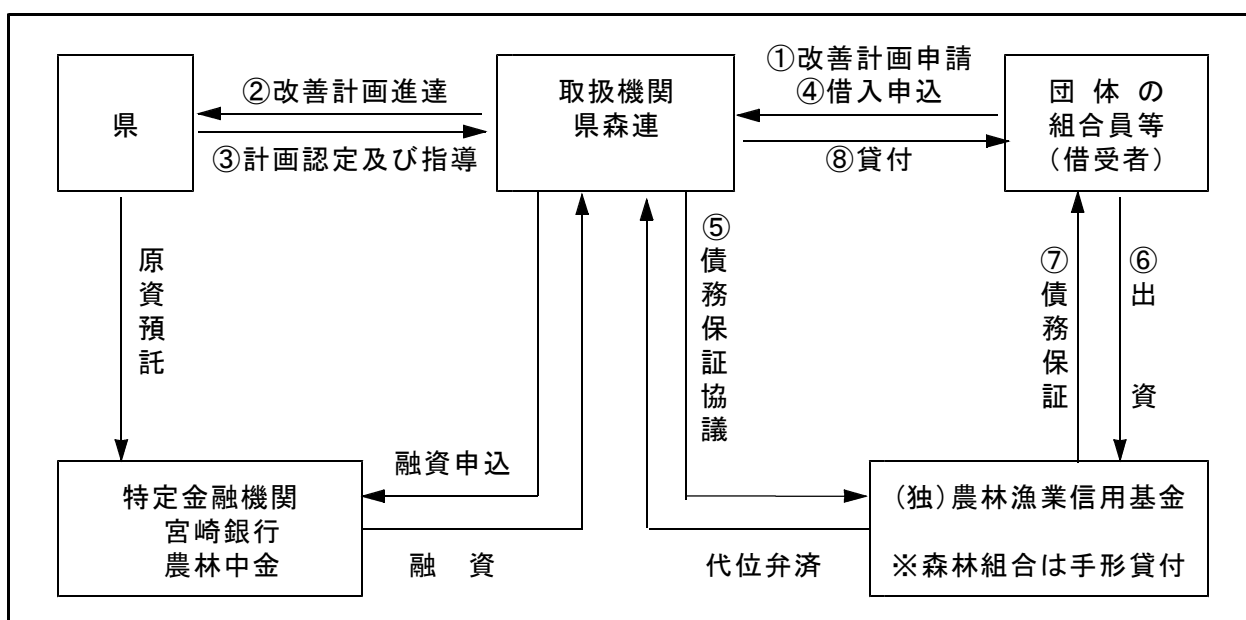 県
②改善計画進達
③計画認定及び指導
取扱機関
県森連
①改善計画申請
④借入申込
⑧貸付
団体の
組合員等
（借受者）
原資預託
⑤債務保証協議
⑦債務保証
⑥出資
融資申込
融資
代位弁済
特定金融機関
宮崎銀行
農林中金
(独)農林漁業信用基金
※森林組合は手形貸付